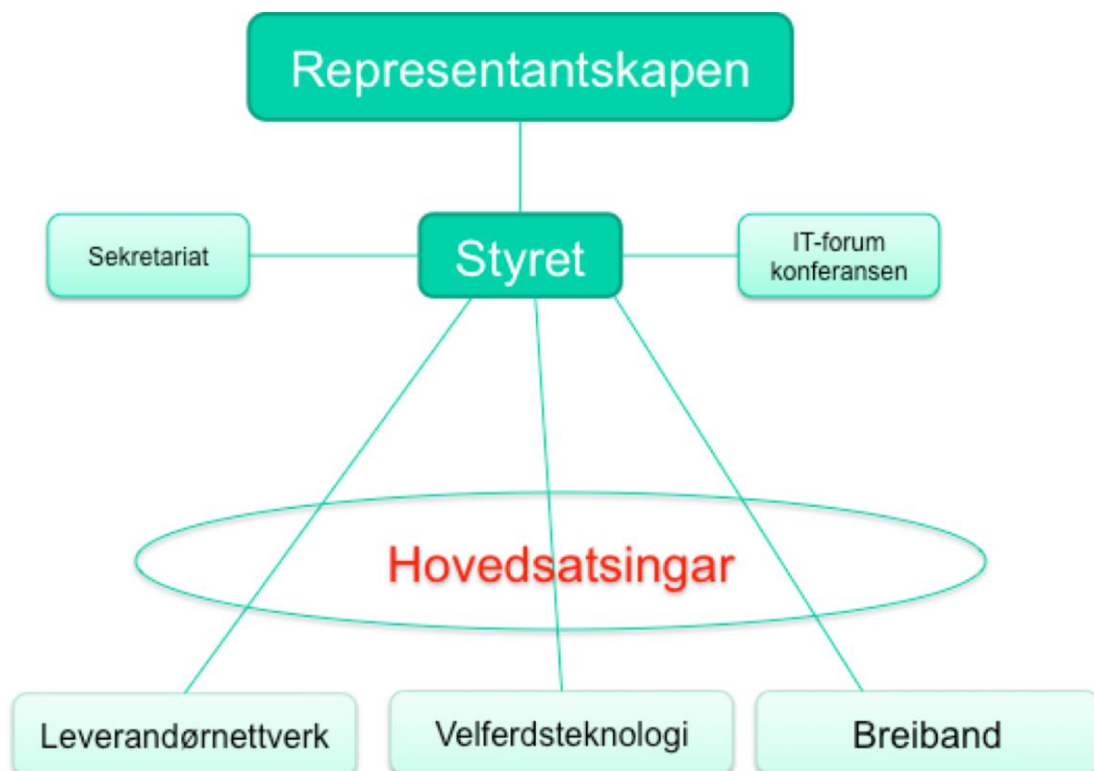 Representantskapen
Sekretariat
Styret
IT-forum
konferansen
Hovedsatsingar
Leverandørnettverk
Velferdsteknologi
Breiband